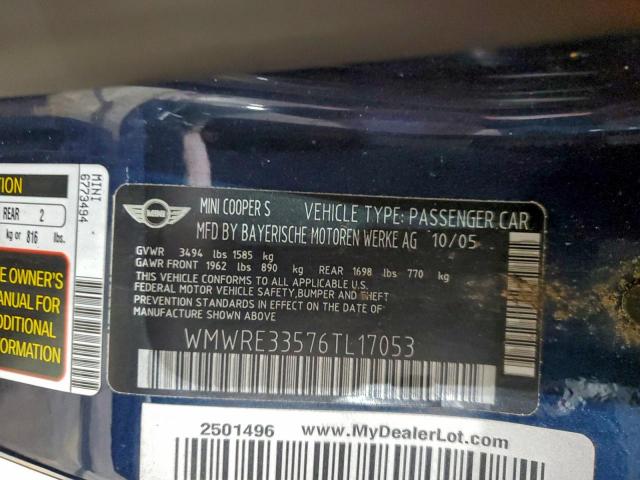 TION
REAR 2
kg or 816 lbs.
E OWNER'S
MANUAL FOR
DDITIONAL
FORMATION
MINI
6773494
MINI
MINI COOPER S VEHICLE TYPE: PASSENGER CAR
MFD BY BAYERISCHE MOTOREN WERKE AG 10/05
GVWR 3494 lbs 1585 kg
GAWR FRONT 1962 lbs 890 kg REAR 1698 lbs 770 kg
THIS VEHICLE CONFORMS TO ALL APPLICABLE U.S.
FEDERAL MOTOR VEHICLE SAFETY,BUMPER AND THEFT
PREVENTION STANDARDS IN EFFECT ON THE DATE OF
MANUFACTURE SHOWN ABOVE
WMWRE33576TL17053
2501496 www.MyDealerLot.com